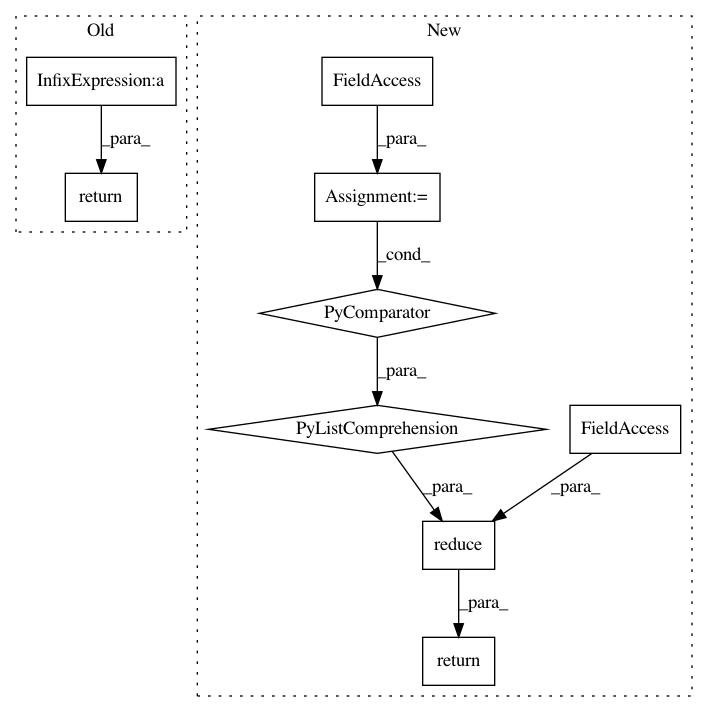 Old
New
InfixExpression:a
FieldAccess
_para_
_para_
return
Assignment:=
_cond_
PyComparator
_para_
PyListComprehension
FieldAccess
_para_
_para_
reduce
_para_
return